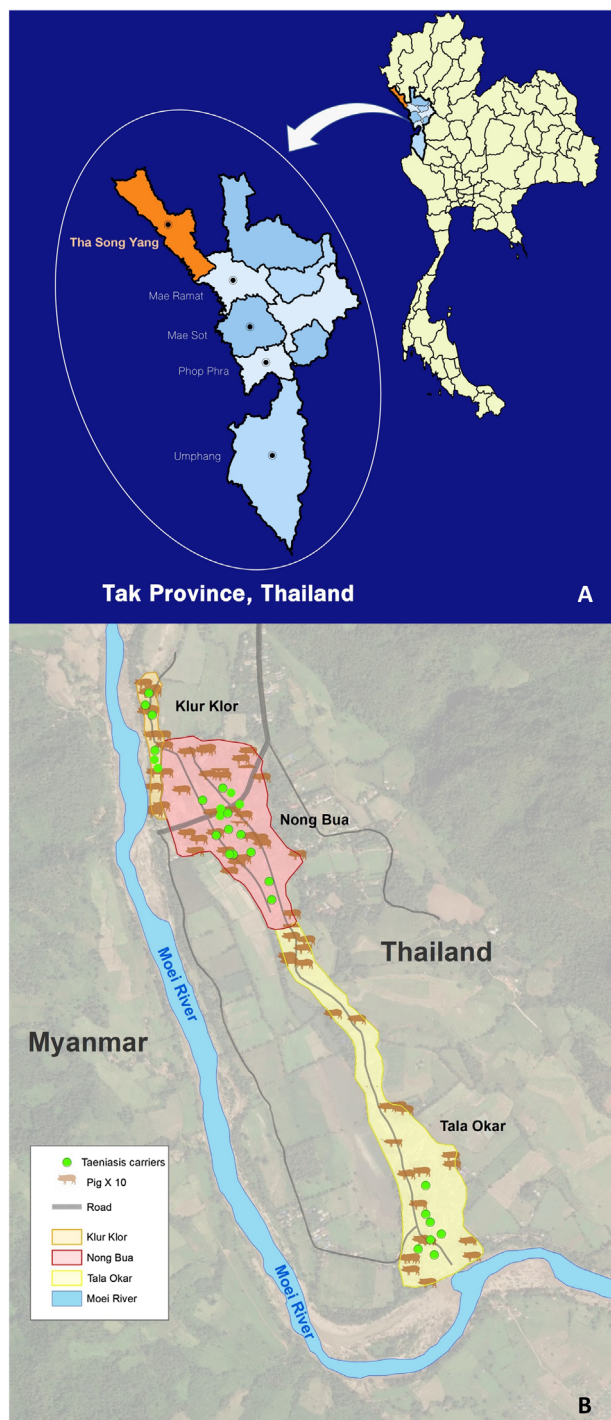 Tha Song Yang
Mae Ramat
Mae Sot
Phop Phra
Umphang
Tak Province, Thailand
A
Klur Klor
Nong Bua
Thailand
Moei River
Myanmar
Tala Okar
Taeniasis carriers
Pig X 10
Road
Klur Klor
Nong Bua
Tala Okar
Moei River
Moei River
B